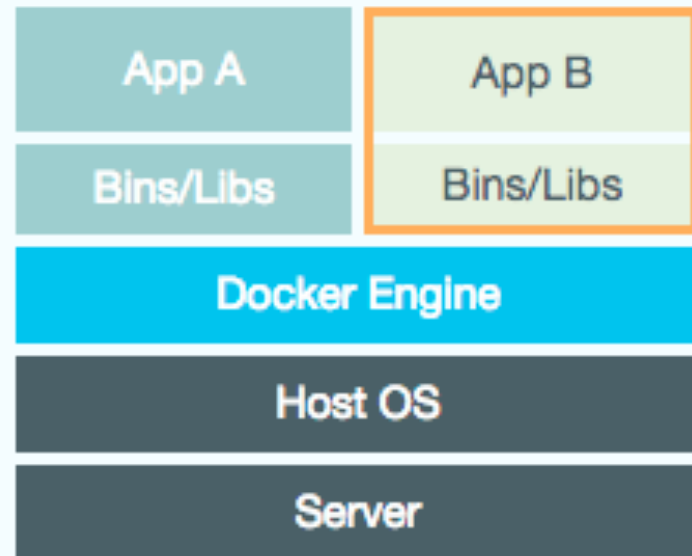 App A
App B
Bins/Libs
Bins/Libs
Docker Engine
Host OS
Server